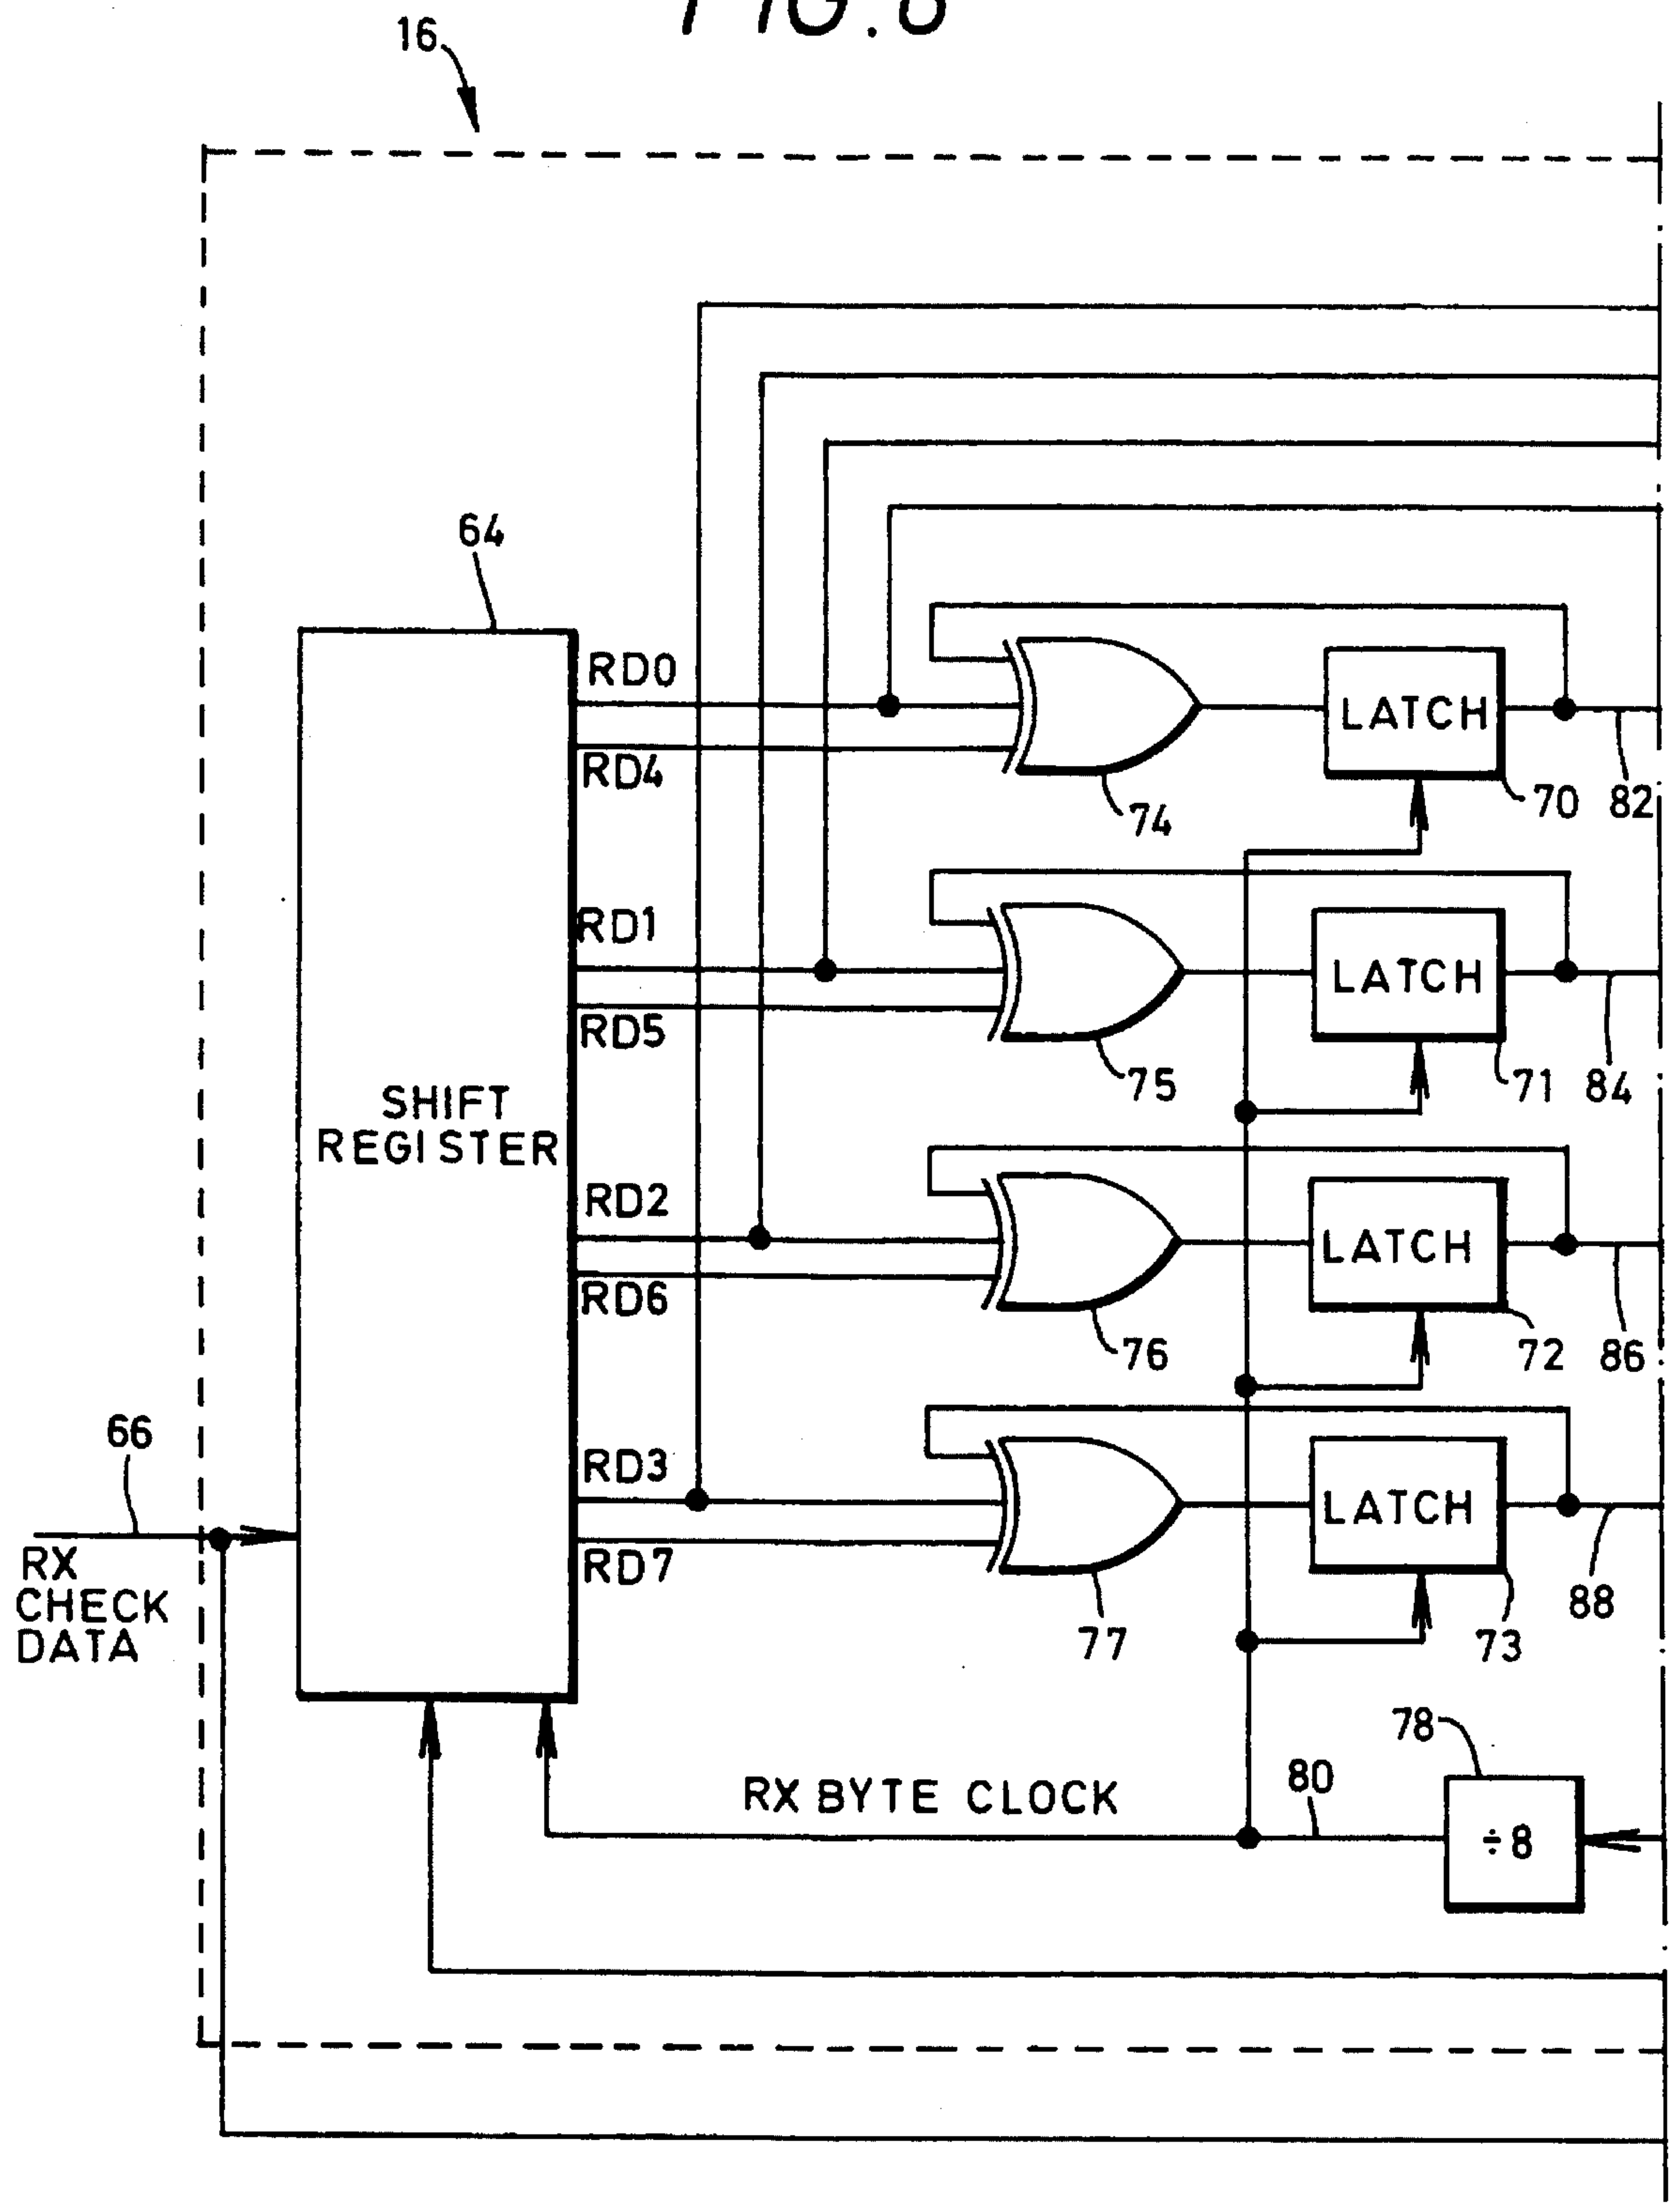 16
64
RD0
RD4
LATCH
74
70
82
RD1
RD5
LATCH
75
71
84
SHIFT
REGISTER
RD2
RD6
LATCH
76
72
86
66
RX
CHECK
DATA
RD3
RD7
LATCH
77
73
88
78
RX BYTE CLOCK
80
÷8